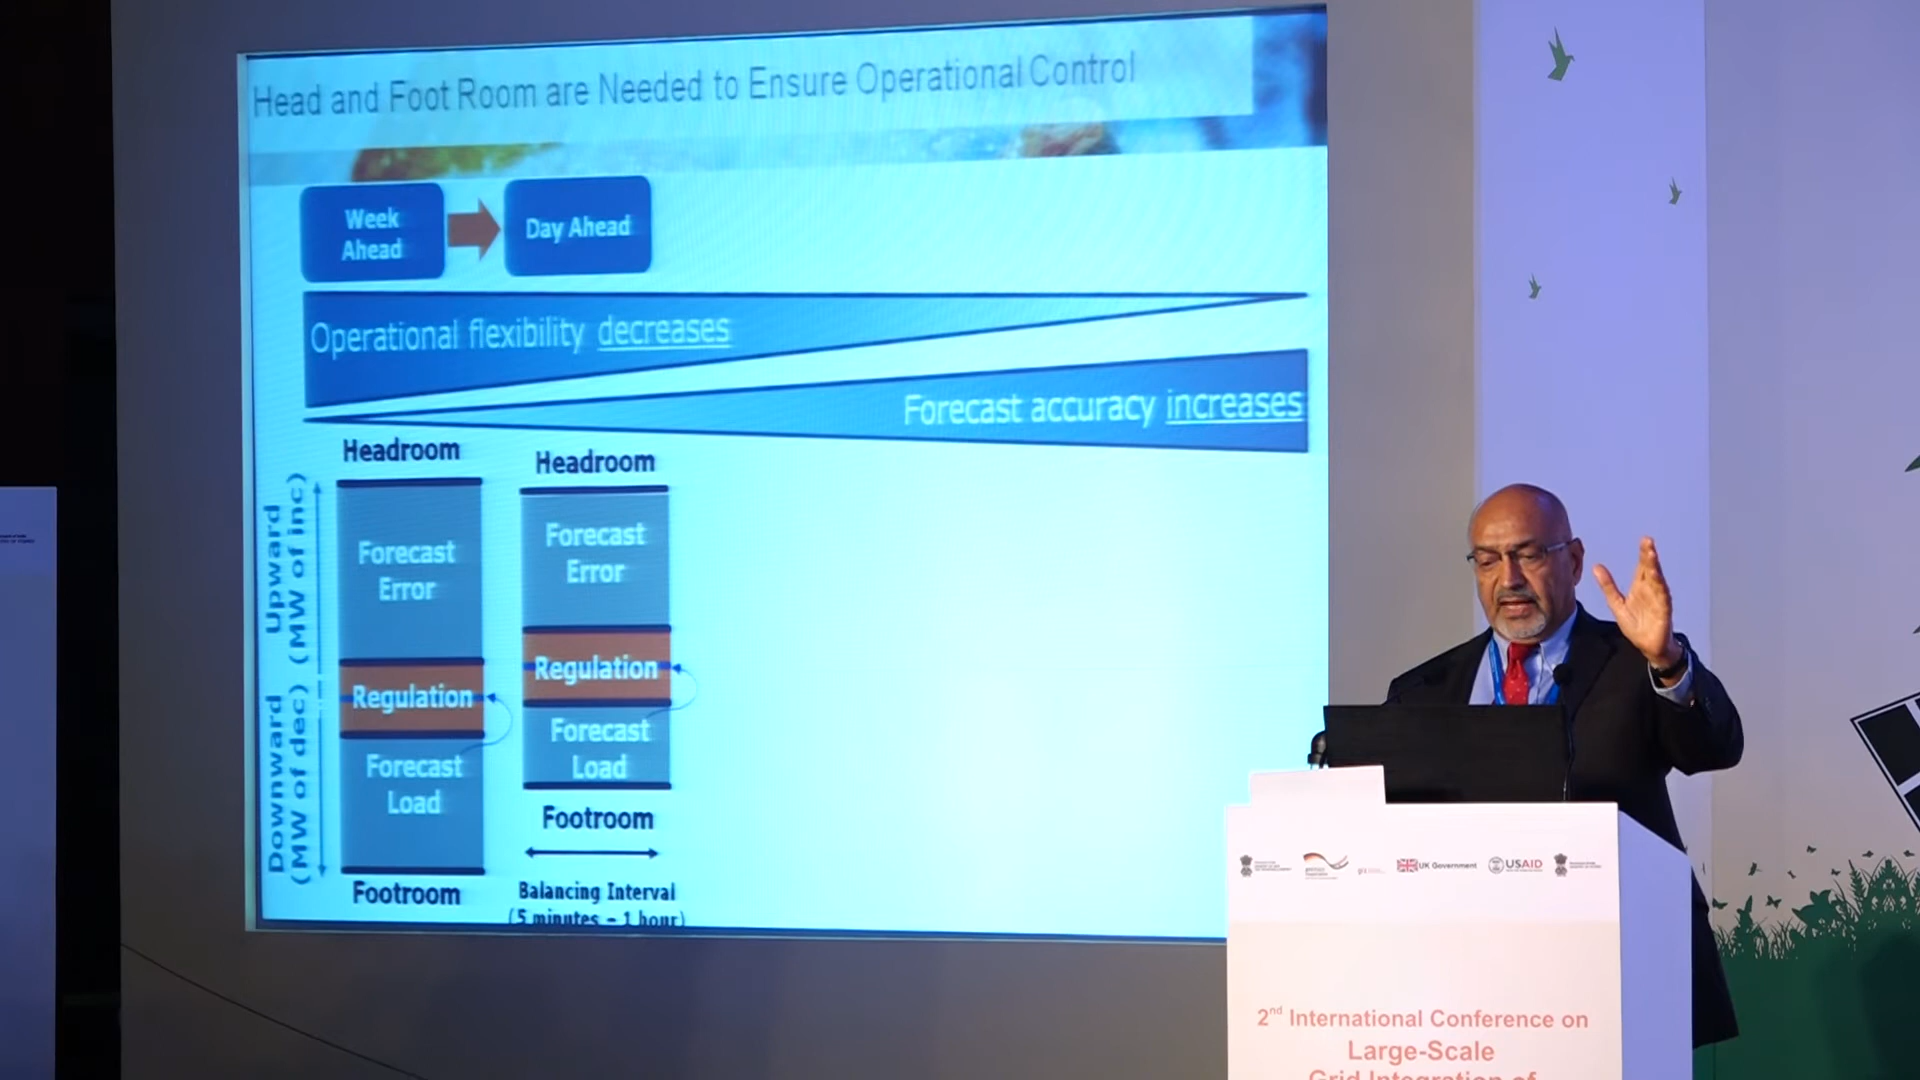 Head and Foot Room are Needed to Ensure Operational Control
Week
Ahead
Day Ahead
Operational flexibility decreases
Forecast accuracy increases
Headroom
Headroom
Upward
(MW of inc)
Downward
(MW of dec)
Forecast
Error
Regulation
Forecast
Load
Footroom
Forecast
Error
Regulation
Forecast
Load
Footroom
Balancing Interval
(5 minutes - 1 hour)
UK Government
USAID
2nd International Conference on
Large-Scale
Grid Integration of